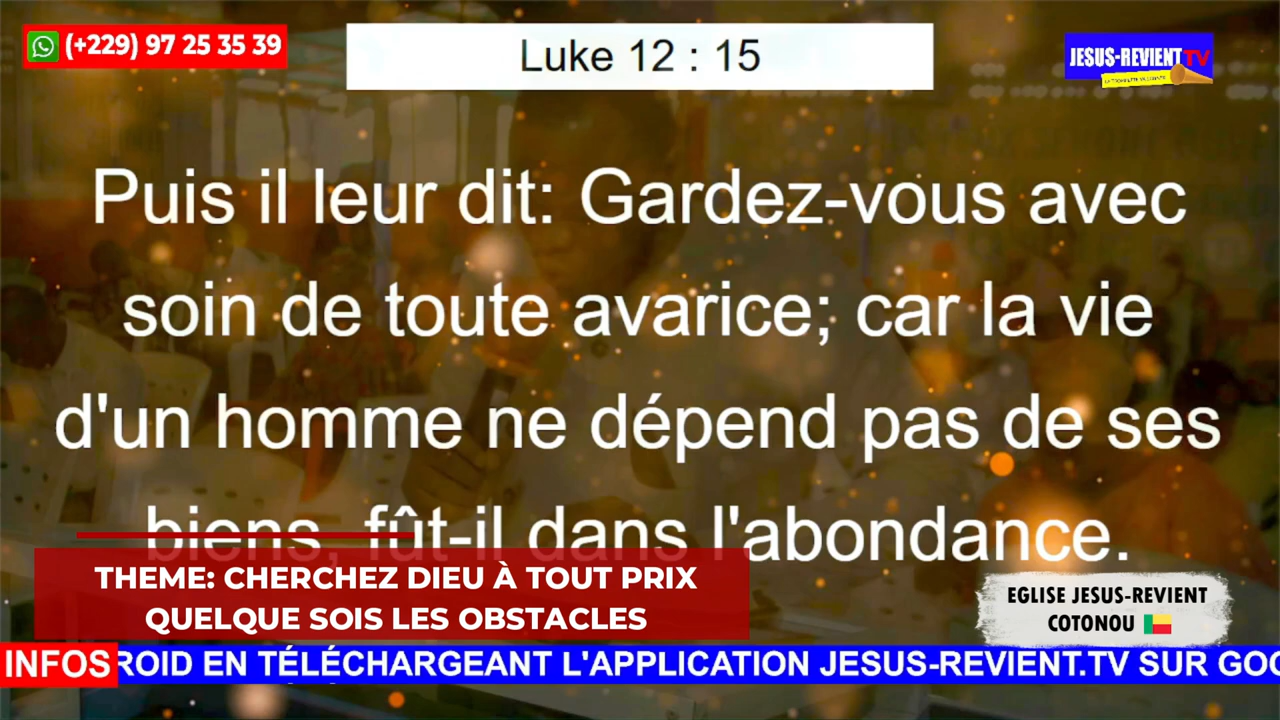 (+229) 97 25 35 39
Luke 12 : 15
JESUS-REVIENT TV
Puis il leur dit: Gardez-vous avec
soin de toute avarice; car la vie
d'un homme ne dépend pas de ses
biens, fût-il dans l'abondance.
THEME: CHERCHEZ DIEU À TOUT PRIX
QUELQUE SOIS LES OBSTACLES
EGLISE JESUS-REVIENT
COTONOU
INFOS ROID EN TÉLÉCHARGEANT L'APPLICATION JESUS-REVIENT.TV SUR GOO